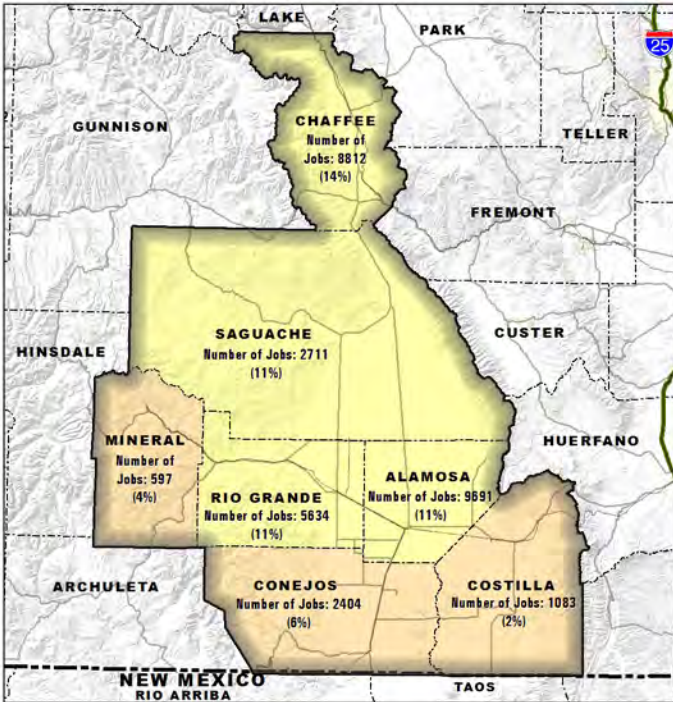 LAKE
PARK
25
CHAFFEE
Number of
Jobs: 8812
(14%)
GUNNISON
TELLER
FREMONT
SAGUACHE
Number of Jobs: 2711
(11%)
CUSTER
HINSDALE
MINERAL
Number of
Jobs: 597
(4%)
HUERFANO
ALAMOSA
Number of Jobs: 9691
(11%)
RIO GRANDE
Number of Jobs: 5634
(11%)
ARCHULETA
CONEJOS
Number of Jobs: 2404
(6%)
COSTILLA
Number of Jobs: 1083
(2%)
NEW MEXICO
RIO ARRIBA
TAOS